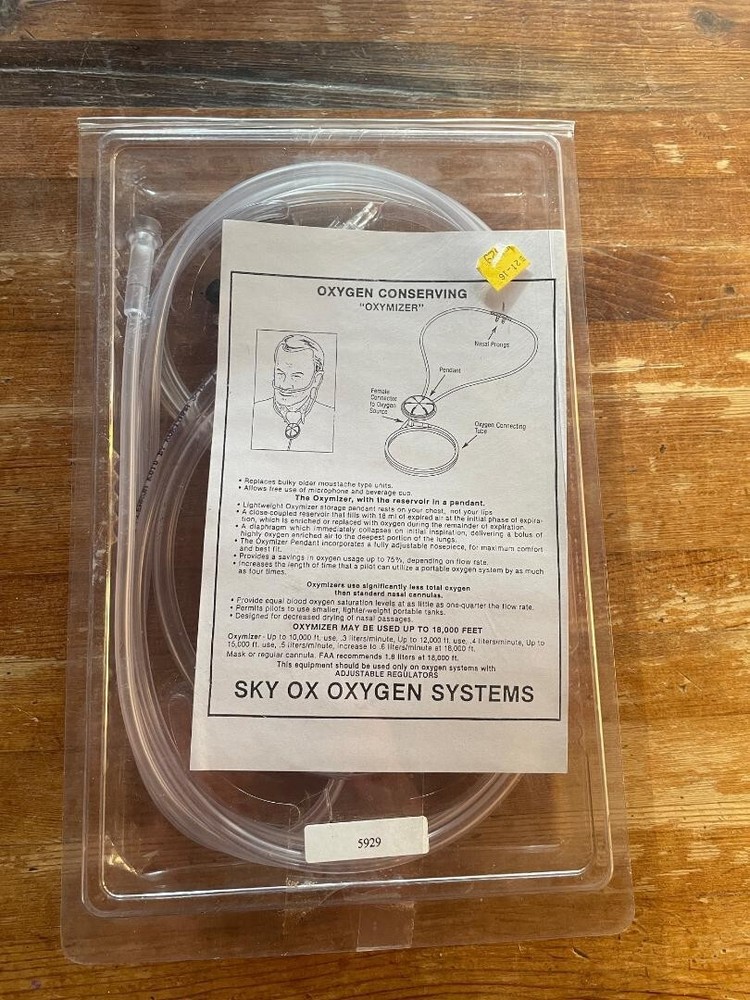 OXYGEN CONSERVING
"OXYMIZER"
Nasal Prongs
Pendant
Female
Connector
to Oxygen
Source
Oxygen Connecting
Tube
• Replaces bulky older moustache type units.
• Allows free use of microphone and beverage cup.
The Oxymizer, with the reservoir in a pendant.
• Lightweight Oxymizer storage pendant rests on your chest, not your lips
• A close-coupled reservoir that fills with 18 ml of expired air at the initial phase of expira-
tion, which is enriched or replaced with oxygen during the remainder of expiration.
• A diaphragm which immediately collapses on initial inspiration, delivering a bolus of
highly oxygen enriched air to the deepest portion of the lungs.
• The Oxymizer Pendant incorporates a fully adjustable nosepiece, for maximum comfort
and best fit.
• Provides a savings in oxygen usage up to 75%, depending on flow rate.
• Increases the length of time that a pilot can utilize a portable oxygen system by as much
as four times.
Oxymizers use significantly less total oxygen
then standard nasal cannulas.
• Provide equal blood oxygen saturation levels at as little as one-quarter the flow rate.
• Permits pilots to use smaller, lighter-weight portable tanks.
• Designed for decreased drying of nasal passages.
OXYMIZER MAY BE USED UP TO 18,000 FEET
Oxymizer - Up to 10,000 ft. use, .3 liters/minute, Up to 12,000 ft. use, .4 liters/minute, Up to
15,000 ft. use, .5 liters/minute, increase to .6 liters/minute at 18,000 ft.
Mask or regular cannula. FAA recommends 1.8 liters at 18,000 ft.
This equipment should be used only on oxygen systems with
ADJUSTABLE REGULATORS
SKY OX OXYGEN SYSTEMS
5929